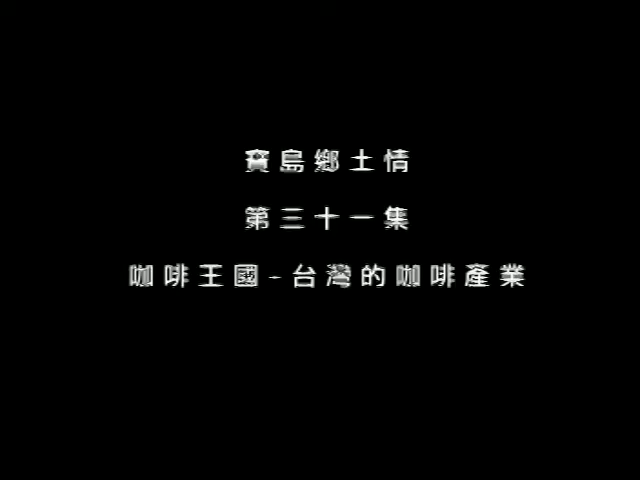 寶島鄉土情
第三十一集
咖啡王國-台灣的咖啡產業